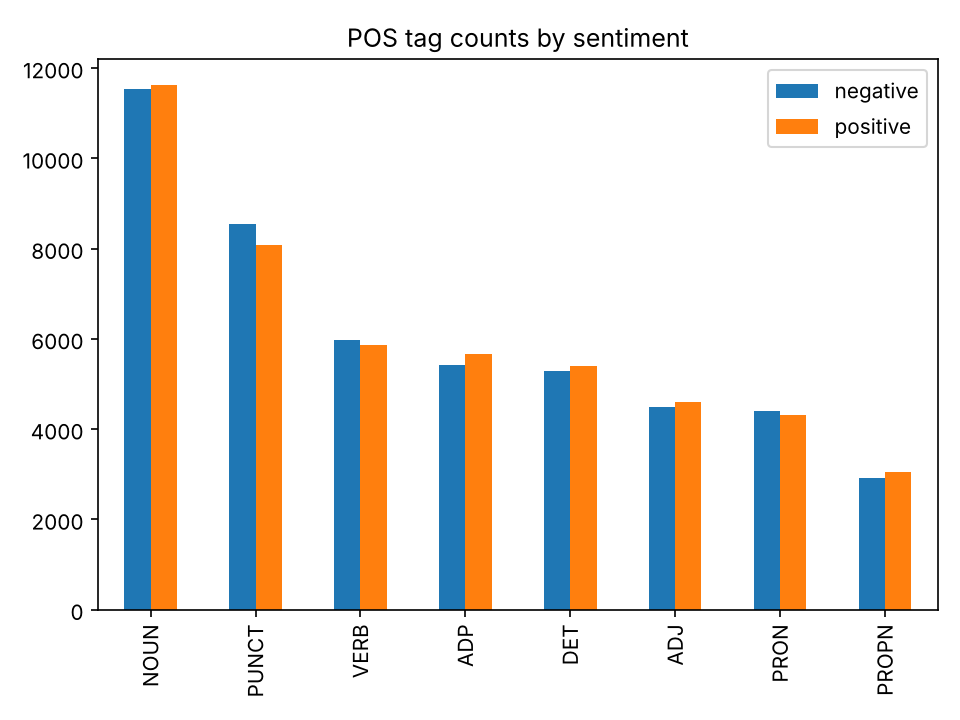 POS tag counts by sentiment
negative
positive
12000
10000
8000
6000
4000
2000
0
NOUN
PUNCT
VERB
ADP
DET
ADJ
PRON
PROPN